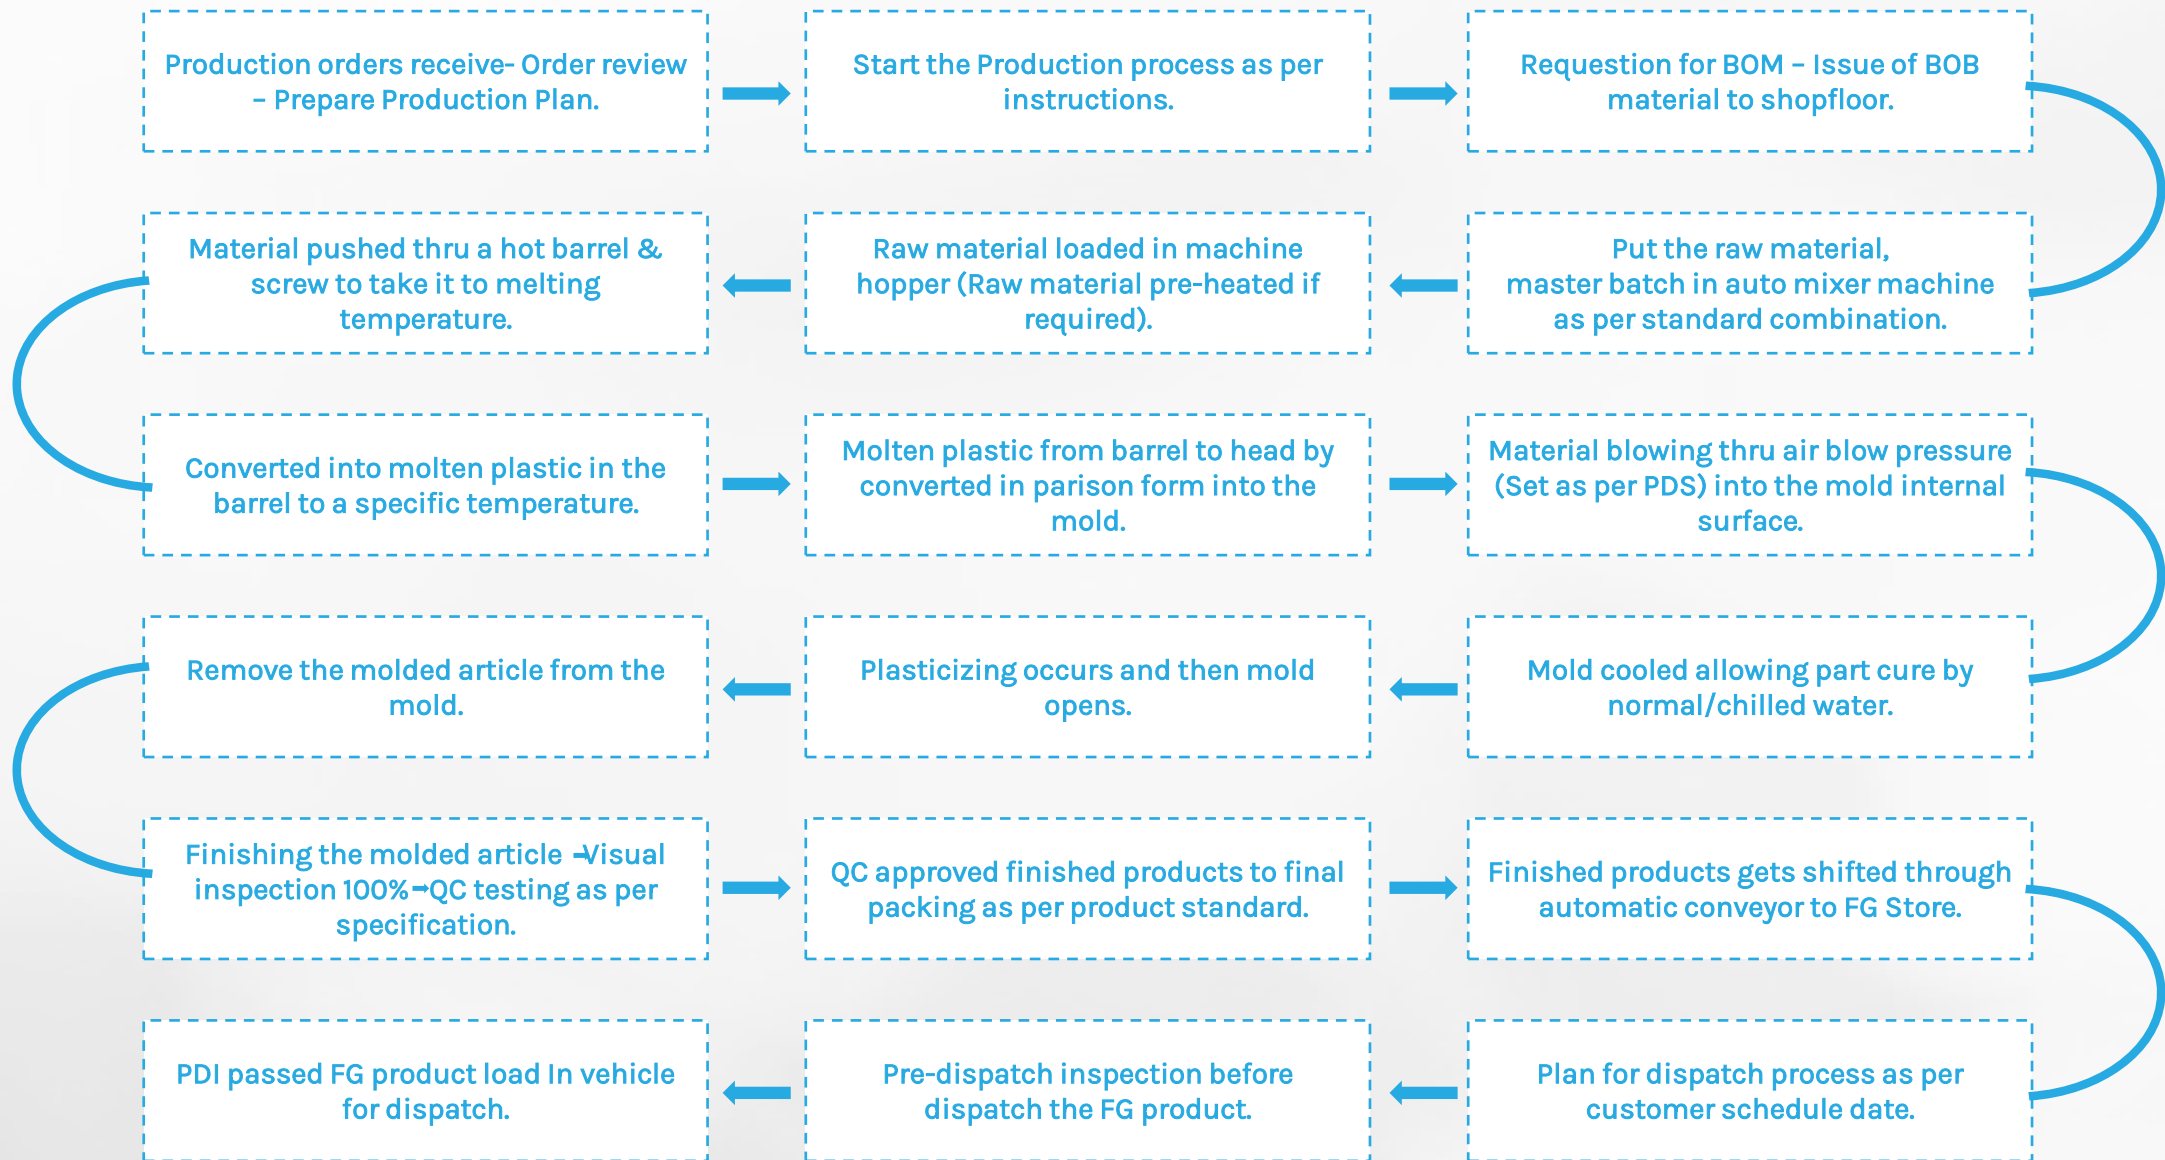 Production orders receive- Order review
– Prepare Production Plan.
Start the Production process as per
instructions.
Requestion for BOM – Issue of BOB
material to shopfloor.
Put the raw material,
master batch in auto mixer machine
as per standard combination.
Raw material loaded in machine
hopper (Raw material pre-heated if
required).
Material pushed thru a hot barrel &
screw to take it to melting
temperature.
Converted into molten plastic in the
barrel to a specific temperature.
Molten plastic from barrel to head by
converted in parison form into the
mold.
Material blowing thru air blow pressure
(Set as per PDS) into the mold internal
surface.
Mold cooled allowing part cure by
normal/chilled water.
Plasticizing occurs and then mold
opens.
Remove the molded article from the
mold.
Finishing the molded article →Visual
inspection 100%→QC testing as per
specification.
QC approved finished products to final
packing as per product standard.
Finished products gets shifted through
automatic conveyor to FG Store.
Plan for dispatch process as per
customer schedule date.
Pre-dispatch inspection before
dispatch the FG product.
PDI passed FG product load In vehicle
for dispatch.